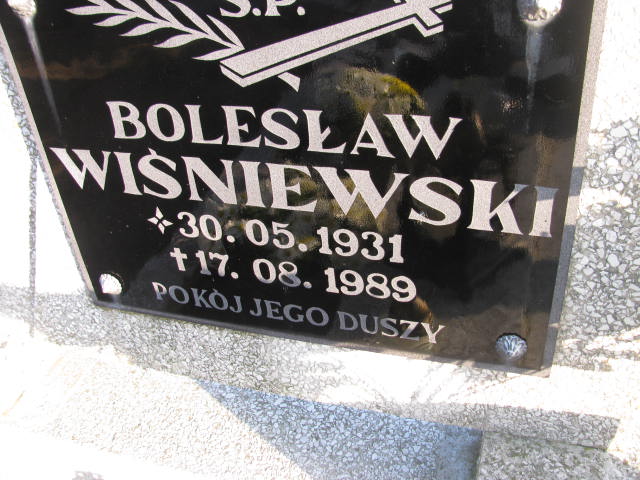 Ś.P.
BOLESŁAW
WIŚNIEWSKI
30. 05. 1931
†17. 08. 1989
POKÓJ JEGO DUSZY